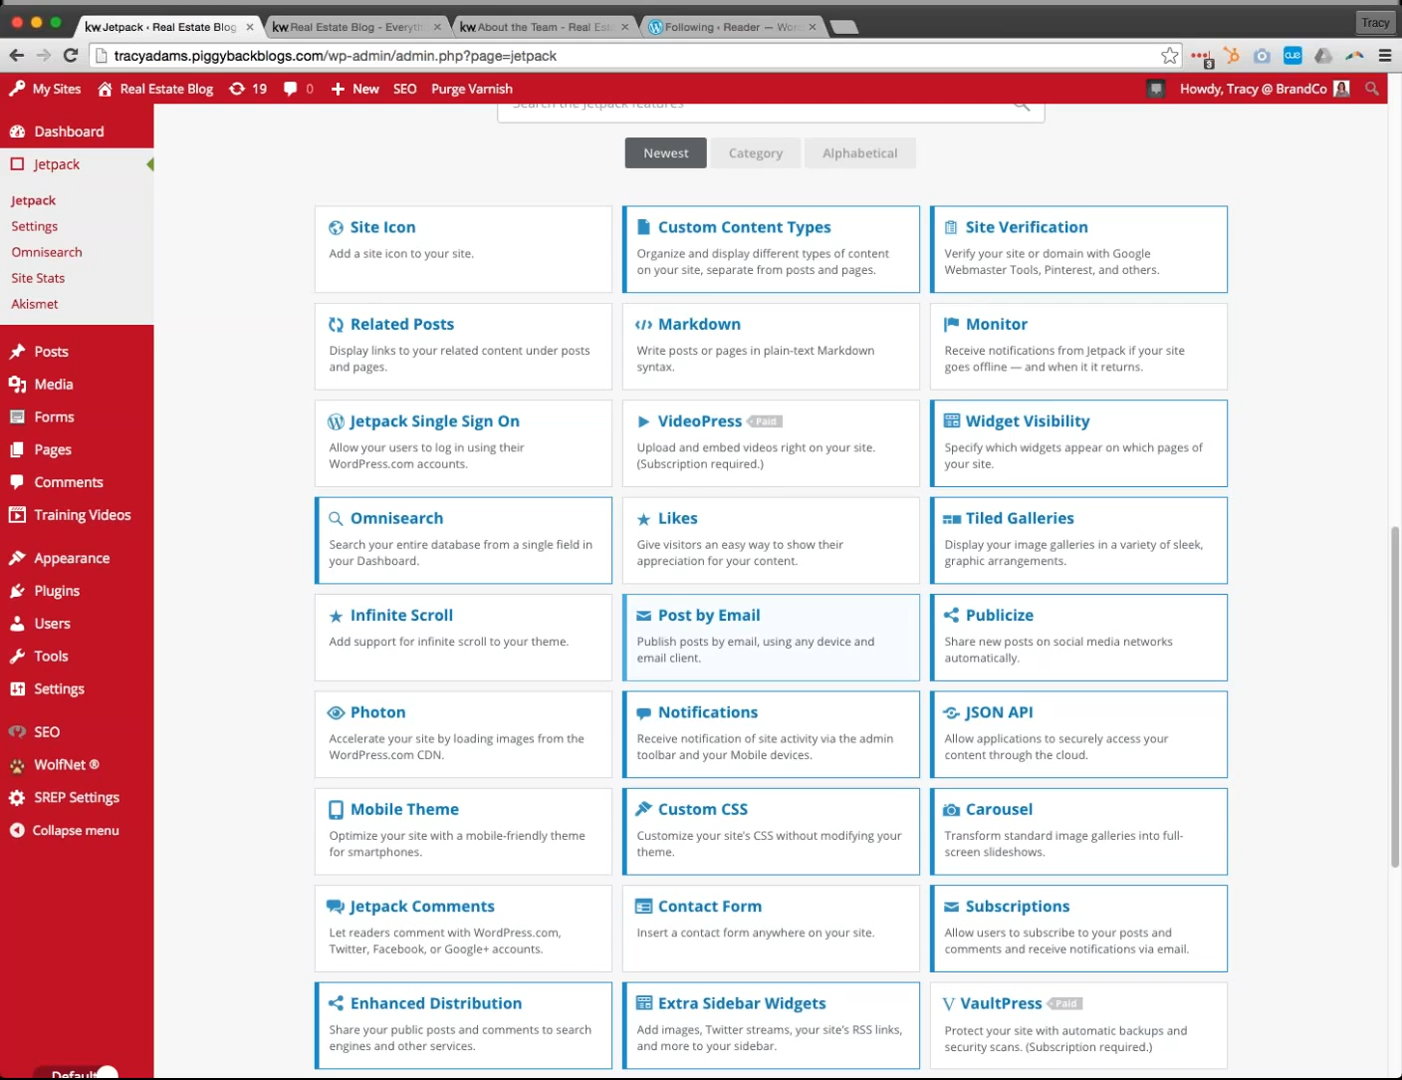 kw Jetpack ‹ Real Estate Blog
kw Real Estate Blog - Everyth
kw About the Team - Real Est
Following ‹ Reader — Wor
Tracy
tracyadams.piggybackblogs.com/wp-admin/admin.php?page=jetpack
3
cue
My Sites
Real Estate Blog
19
0
New
SEO
Purge Varnish
Howdy, Tracy @ BrandCo
Dashboard
Jetpack
Jetpack
Settings
Omnisearch
Site Stats
Akismet
Posts
Media
Forms
Pages
Comments
Training Videos
Appearance
Plugins
Users
Tools
Settings
SEO
WolfNet ®
SREP Settings
Collapse menu
Default
Search the Jetpack features
Newest
Category
Alphabetical
Site Icon
Add a site icon to your site.
Custom Content Types
Organize and display different types of content
on your site, separate from posts and pages.
Site Verification
Verify your site or domain with Google
Webmaster Tools, Pinterest, and others.
Related Posts
Display links to your related content under posts
and pages.
Markdown
Write posts or pages in plain-text Markdown
syntax.
Monitor
Receive notifications from Jetpack if your site
goes offline — and when it it returns.
Jetpack Single Sign On
Allow your users to log in using their
WordPress.com accounts.
VideoPress Paid
Upload and embed videos right on your site.
(Subscription required.)
Widget Visibility
Specify which widgets appear on which pages of
your site.
Omnisearch
Search your entire database from a single field in
your Dashboard.
Likes
Give visitors an easy way to show their
appreciation for your content.
Tiled Galleries
Display your image galleries in a variety of sleek,
graphic arrangements.
Infinite Scroll
Add support for infinite scroll to your theme.
Post by Email
Publish posts by email, using any device and
email client.
Publicize
Share new posts on social media networks
automatically.
Photon
Accelerate your site by loading images from the
WordPress.com CDN.
Notifications
Receive notification of site activity via the admin
toolbar and your Mobile devices.
JSON API
Allow applications to securely access your
content through the cloud.
Mobile Theme
Optimize your site with a mobile-friendly theme
for smartphones.
Custom CSS
Customize your site's CSS without modifying your
theme.
Carousel
Transform standard image galleries into full-
screen slideshows.
Jetpack Comments
Let readers comment with WordPress.com,
Twitter, Facebook, or Google+ accounts.
Contact Form
Insert a contact form anywhere on your site.
Subscriptions
Allow users to subscribe to your posts and
comments and receive notifications via email.
Enhanced Distribution
Share your public posts and comments to search
engines and other services.
Extra Sidebar Widgets
Add images, Twitter streams, your site's RSS links,
and more to your sidebar.
VaultPress Paid
Protect your site with automatic backups and
security scans. (Subscription required.)